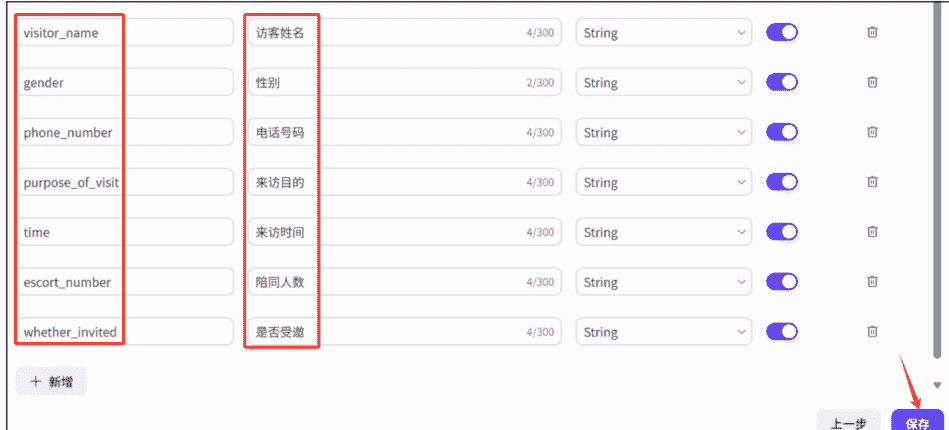 visitor_name 访客姓名 4/300 String
gender 性别 2/300 String
phone_number 电话号码 4/300 String
purpose_of_visit 来访目的 4/300 String
time 来访时间 4/300 String
escort_number 陪同人数 4/300 String
whether_invited 是否受邀 4/300 String
+ 新增
上一步 保存